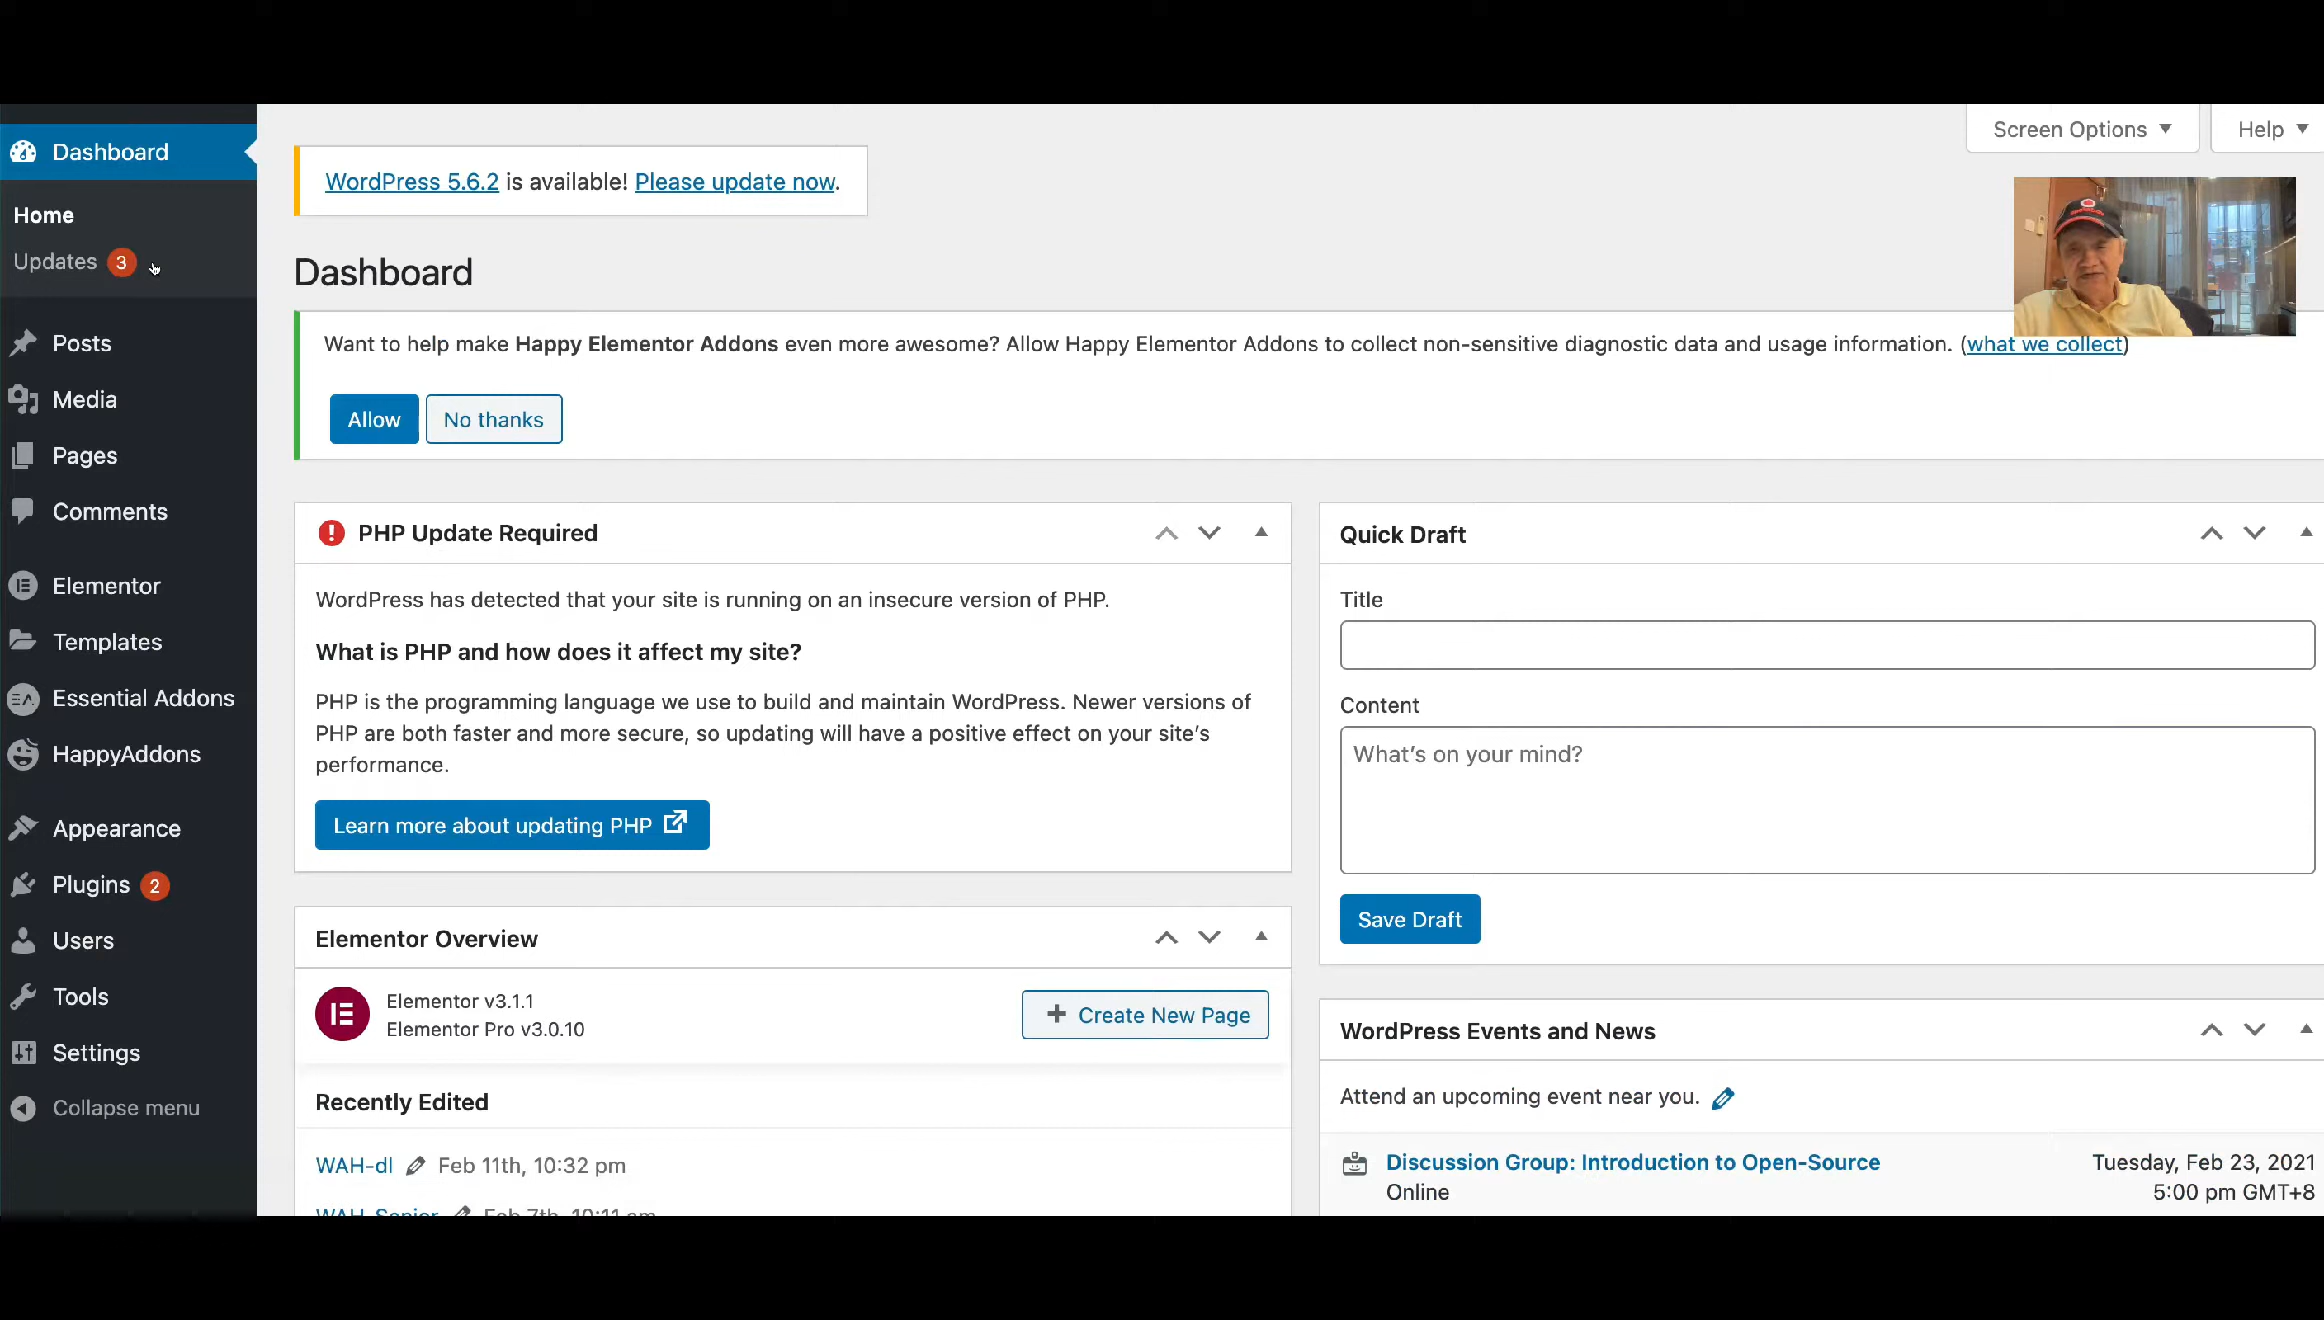 Dashboard
Home
Updates 3
Posts
Media
Pages
Comments
Elementor
Templates
Essential Addons
HappyAddons
Appearance
Plugins 2
Users
Tools
Settings
Collapse menu
Screen Options
Help
WordPress 5.6.2 is available! Please update now.
Dashboard
Want to help make Happy Elementor Addons even more awesome? Allow Happy Elementor Addons to collect non-sensitive diagnostic data and usage information. (what we collect)
Allow
No thanks
PHP Update Required
WordPress has detected that your site is running on an insecure version of PHP.
What is PHP and how does it affect my site?
PHP is the programming language we use to build and maintain WordPress. Newer versions of
PHP are both faster and more secure, so updating will have a positive effect on your site's
performance.
Learn more about updating PHP
Elementor Overview
Elementor v3.1.1
Elementor Pro v3.0.10
Create New Page
Recently Edited
WAH-dl Feb 11th, 10:32 pm
WAH-Senior Feb 7th, 10:11 am
Quick Draft
Title
Content
What's on your mind?
Save Draft
WordPress Events and News
Attend an upcoming event near you.
Discussion Group: Introduction to Open-Source
Online
Tuesday, Feb 23, 2021
5:00 pm GMT+8